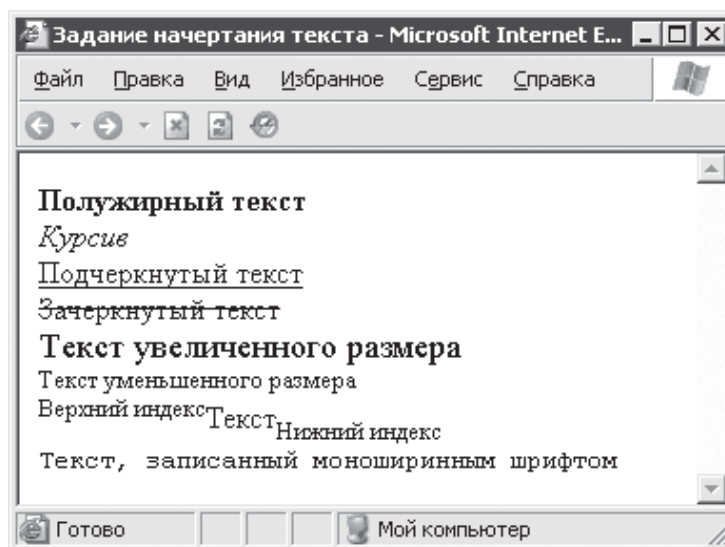 Задание начертания текста - Microsoft Internet E...
Файл Правка Вид Избранное Сервис Справка
Полужирный текст
Курсив
Подчеркнутый текст
Зачеркнутый текст
Текст увеличенного размера
Текст уменьшенного размера
Верхний индексТекстНижний индекс
Текст, записанный моноширинным шрифтом
Готово Мой компьютер